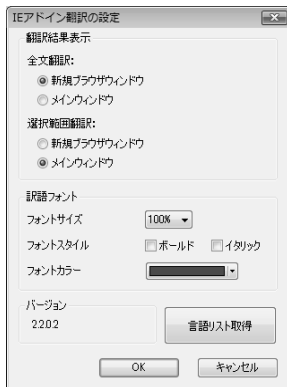 IEアドイン翻訳の設定
翻訳結果表示
全文翻訳:
新規ブラウザウィンドウ
メインウィンドウ
選択範囲翻訳:
新規ブラウザウィンドウ
メインウィンドウ
訳語フォント
フォントサイズ 100%
フォントスタイル ボールド イタリック
フォントカラー
バージョン
2.2.0.2 言語リスト取得
OK キャンセル